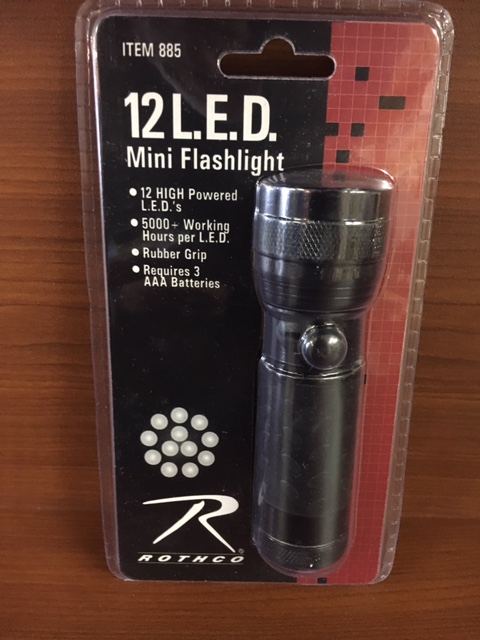 ITEM 885
12 L.E.D.
Mini Flashlight
• 12 HIGH Powered
L.E.D.'s
• 5000+ Working
Hours per L.E.D.
• Rubber Grip
• Requires 3
AAA Batteries
R
ROTHCO®